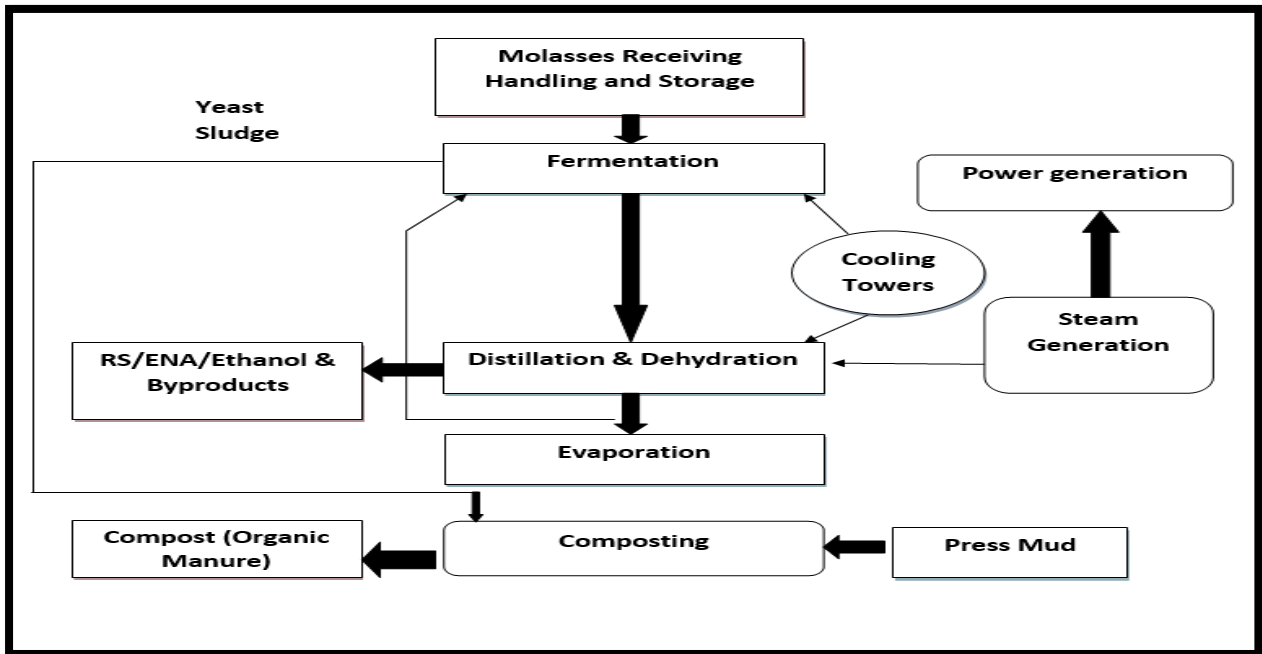 Molasses Receiving
Handling and Storage
Yeast
Sludge
Fermentation
Power generation
Cooling
Towers
Steam
Generation
RS/ENA/Ethanol &
Byproducts
Distillation & Dehydration
Evaporation
Compost (Organic
Manure)
Composting
Press Mud